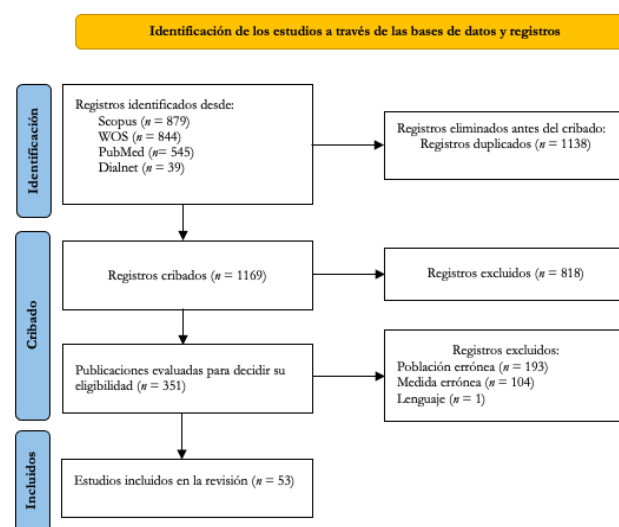 Identificación de los estudios a través de las bases de datos y registros
Identificación
Registros identificados desde:
Scopus (n = 879)
WOS (n = 844)
PubMed (n= 545)
Dialnet (n = 39)
Registros eliminados antes del cribado:
Registros duplicados (n = 1138)
Cribado
Registros cribados (n = 1169)
Registros excluidos (n = 818)
Publicaciones evaluadas para decidir su
eligibilidad (n = 351)
Registros excluidos:
Población errónea (n = 193)
Medida errónea (n = 104)
Lenguaje (n = 1)
Incluidos
Estudios incluidos en la revisión (n = 53)